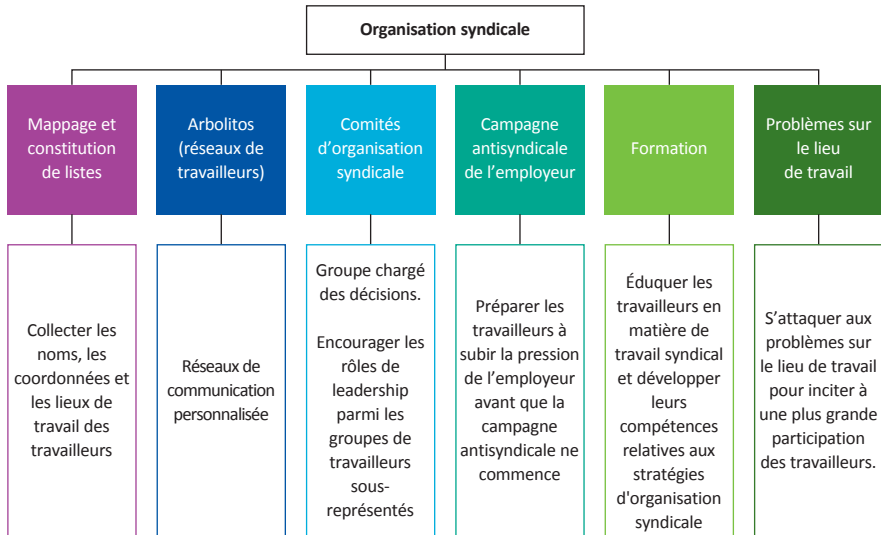 Organisation syndicale
Mappage et
constitution
de listes
Arbolitos
(réseaux de
travailleurs)
Comités
d’organisation
syndicale
Campagne
antisyndicale
de l’employeur
Formation
Problèmes sur
le lieu
de travail
Collecter les
noms, les
coordonnées et
les lieux de
travail des
travailleurs
Réseaux de
communication
personnalisée
Groupe chargé
des décisions.
Encourager les
rôles de
leadership
parmi les
groupes de
travailleurs
sous-
représentés
Préparer les
travailleurs à
subir la pression
de l’employeur
avant que la
campagne
antisyndicale ne
commence
Éduquer les
travailleurs en
matière de
travail syndical
et développer
leurs
compétences
relatives aux
stratégies
d'organisation
syndicale
S’attaquer aux
problèmes sur
le lieu de travail
pour inciter à
une plus grande
participation
des travailleurs.